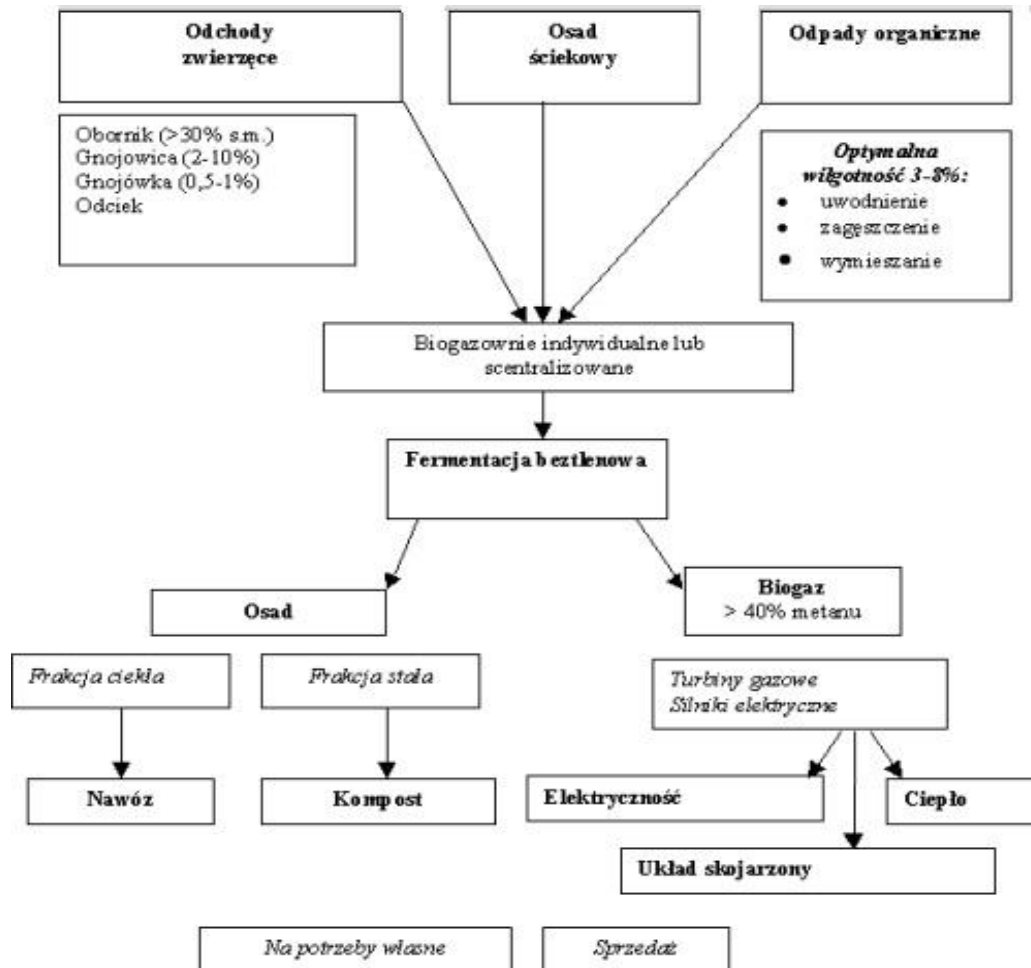 Odchody
zwierzęce
Osad
ściekowy
Odpady organiczne
Obornik (>30% s.m.)
Gnojowica (2-10%)
Gnojówka (0,5-1%)
Odciek
Optymalna
wilgotność 3-8%:
• uwodnienie
• zagęszczenie
• wymieszanie
Biogazownie indywidualne lub
scentralizowane
Fermentacja beztlenowa
Osad
Biogaz
> 40% metanu
Frakcja ciekła
Frakcja stała
Turbiny gazowe
Silniki elektryczne
Nawóz
Kompost
Elektryczność
Ciepło
Układ skojarzony
Na potrzeby własne
Sprzedaż